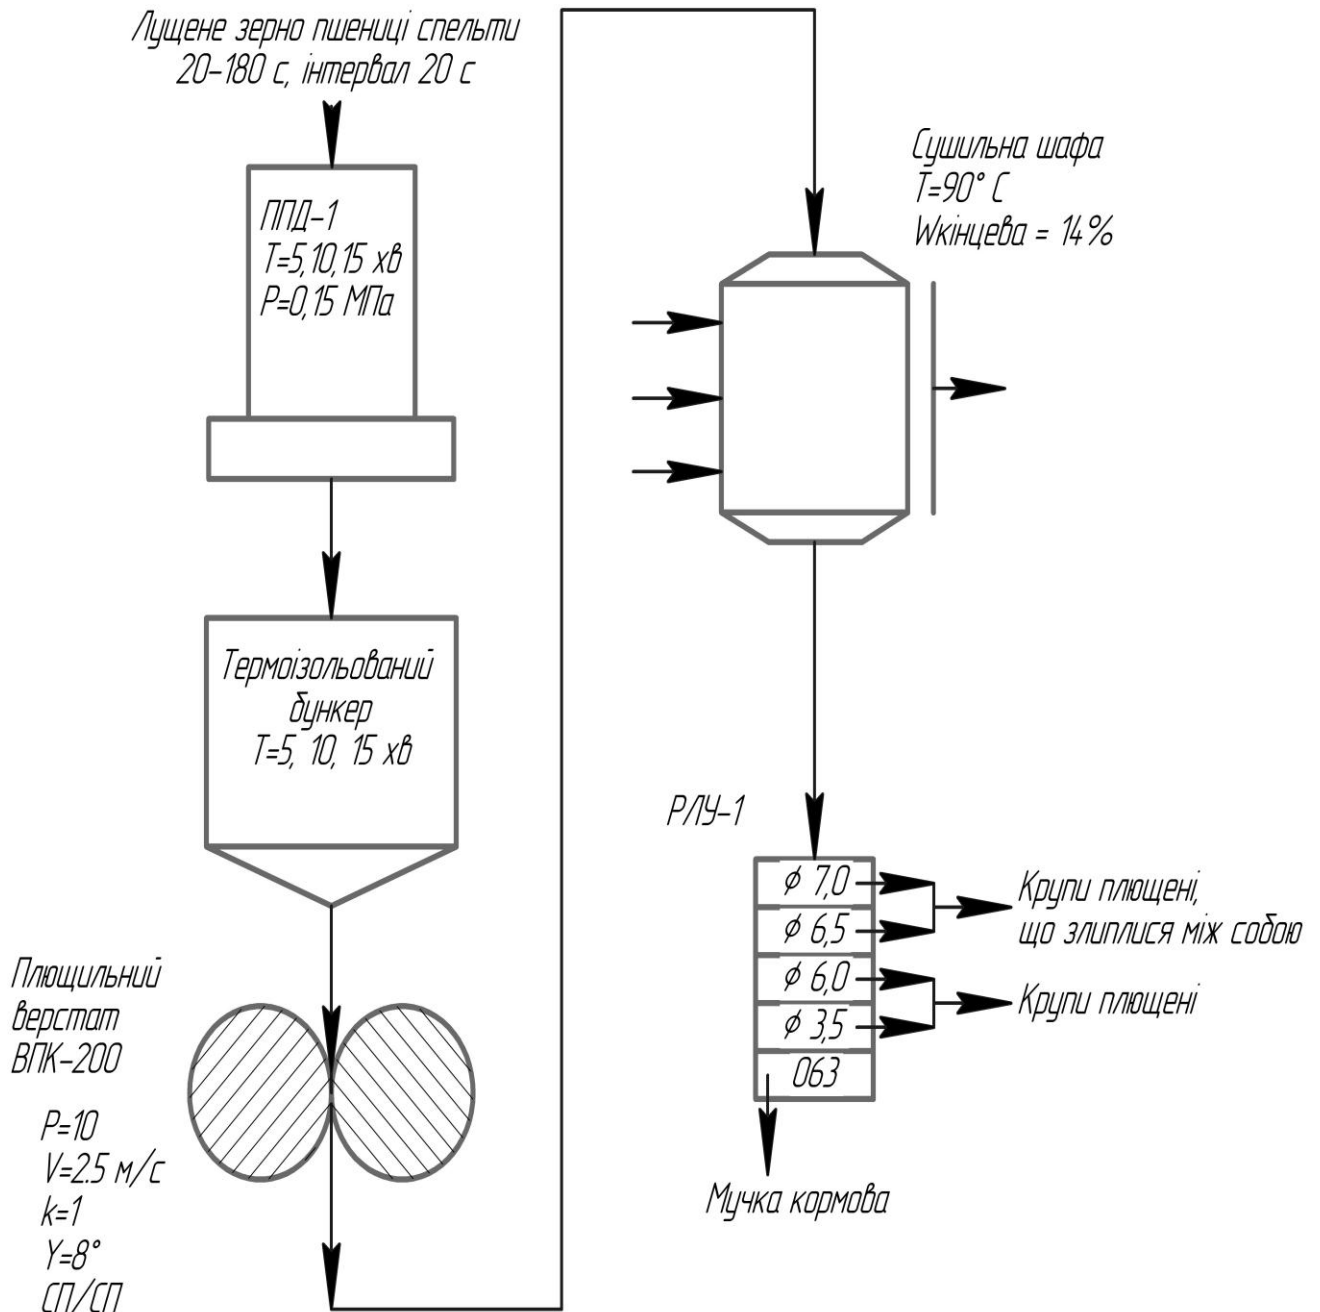 Лущене зерно пшениці спельти
20-180 с, інтервал 20 с
ППД-1
Т=5,10,15 хв
Р=0,15 МПа
Термоізольований
бункер
Т=5, 10, 15 хв
Плющильний
верстат
ВПК-200
Р=10
V=2.5 м/с
k=1
Y=8°
СП/СП
Сушильна шафа
Т=90° С
Wкінцева = 14%
РЛУ-1
ϕ 7,0
ϕ 6,5
ϕ 6,0
ϕ 3,5
063
Крупи плющені,
що злиплися між собою
Крупи плющені
Мучка кормова